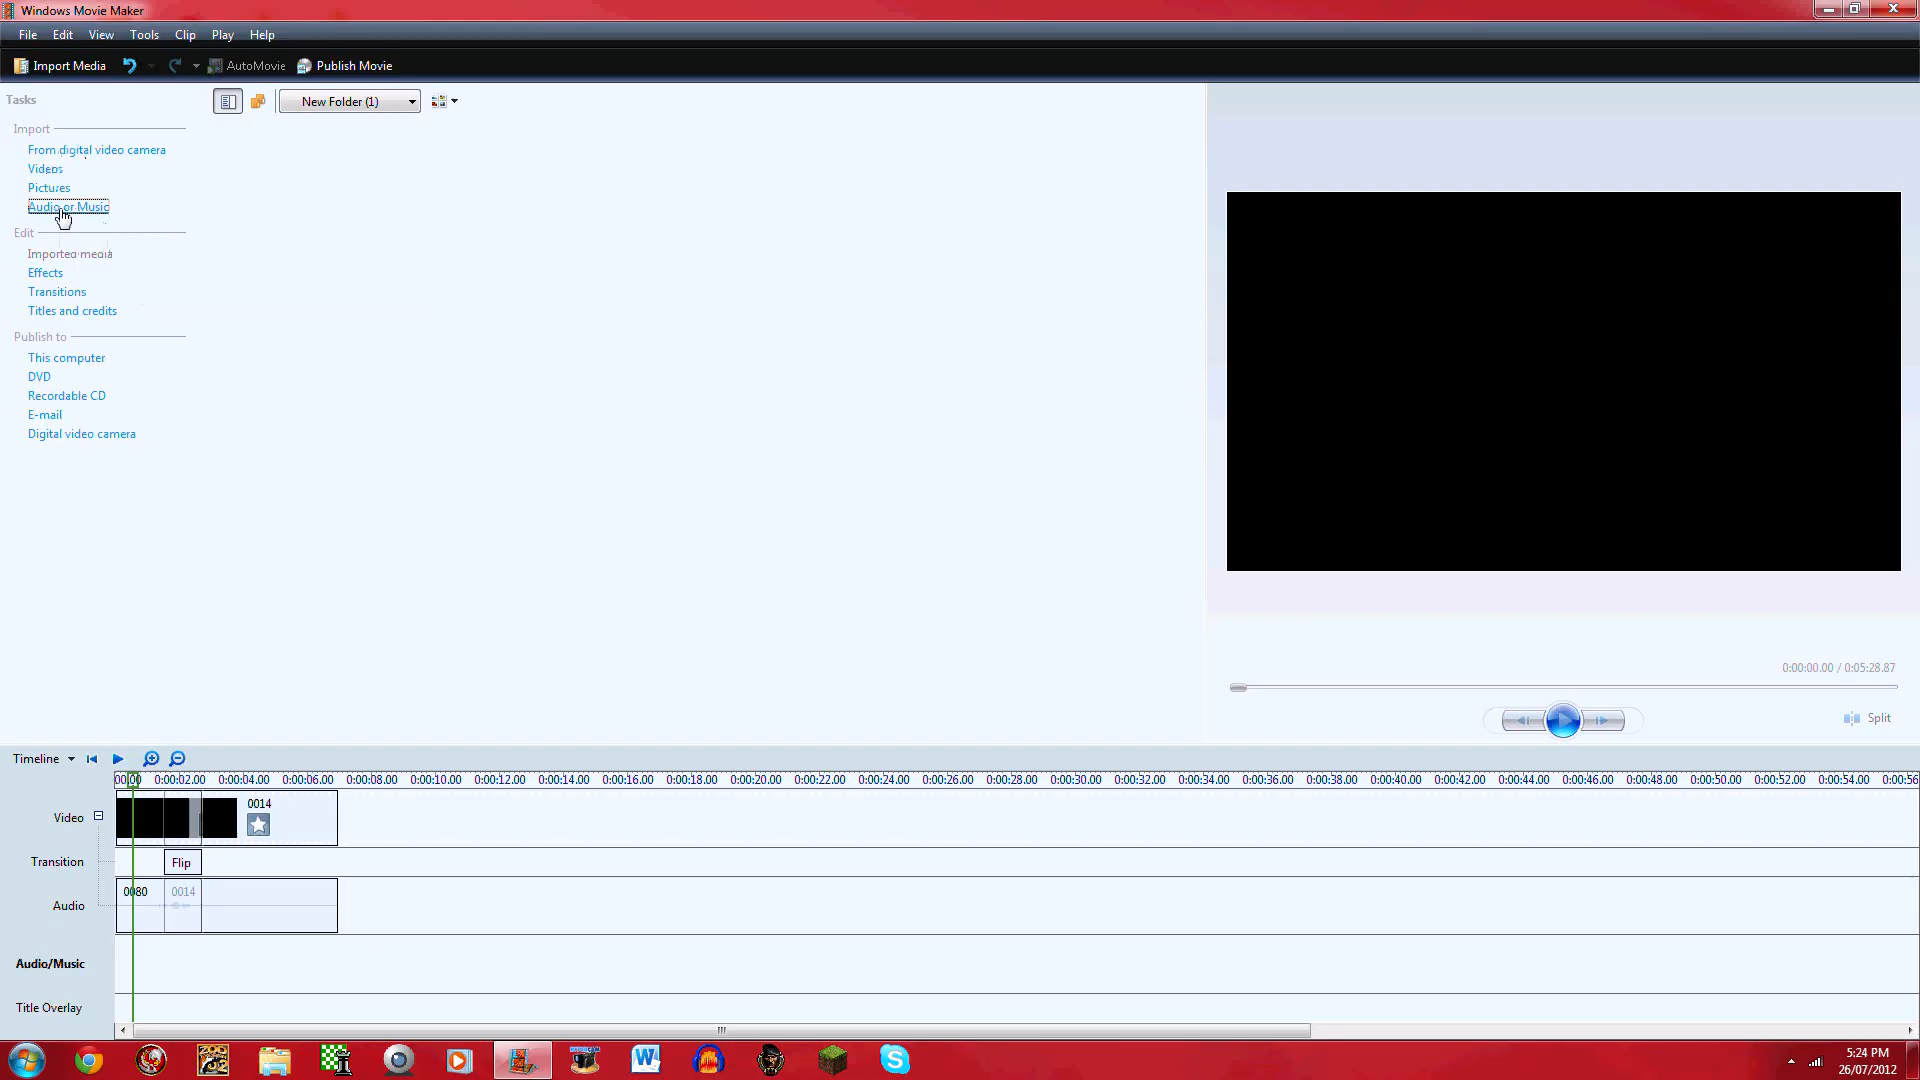 Windows Movie Maker
File Edit View Tools Clip Play Help
Import Media AutoMovie Publish Movie
Tasks
New Folder (1)
Import
From digital video camera
Videos
Pictures
Audio or Music
Edit
Imported media
Effects
Transitions
Titles and credits
Publish to
This computer
DVD
Recordable CD
E-mail
Digital video camera
0:00:00.00 / 0:05:28.87
Split
Timeline
00.00 0:00:02.00 0:00:04.00 0:00:06.00 0:00:08.00 0:00:10.00 0:00:12.00 0:00:14.00 0:00:16.00 0:00:18.00 0:00:20.00 0:00:22.00 0:00:24.00 0:00:26.00 0:00:28.00 0:00:30.00 0:00:32.00 0:00:34.00 0:00:36.00 0:00:38.00 0:00:40.00 0:00:42.00 0:00:44.00 0:00:46.00 0:00:48.00 0:00:50.00 0:00:52.00 0:00:54.00 0:00:56
Video
0014
Transition
Flip
Audio
0080 0014
Audio/Music
Title Overlay
5:24 PM
26/07/2012